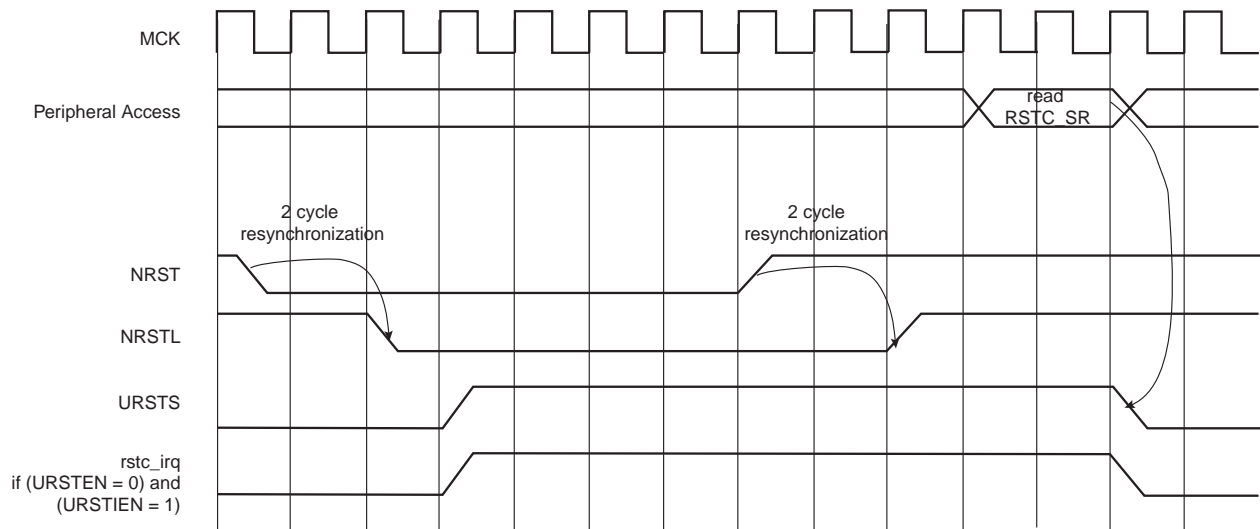 MCK
Peripheral Access
read
RSTC_SR
2 cycle
resynchronization
2 cycle
resynchronization
NRST
NRSTL
URSTS
rstc_irq
if (URSTEN = 0) and
(URSTIEN = 1)